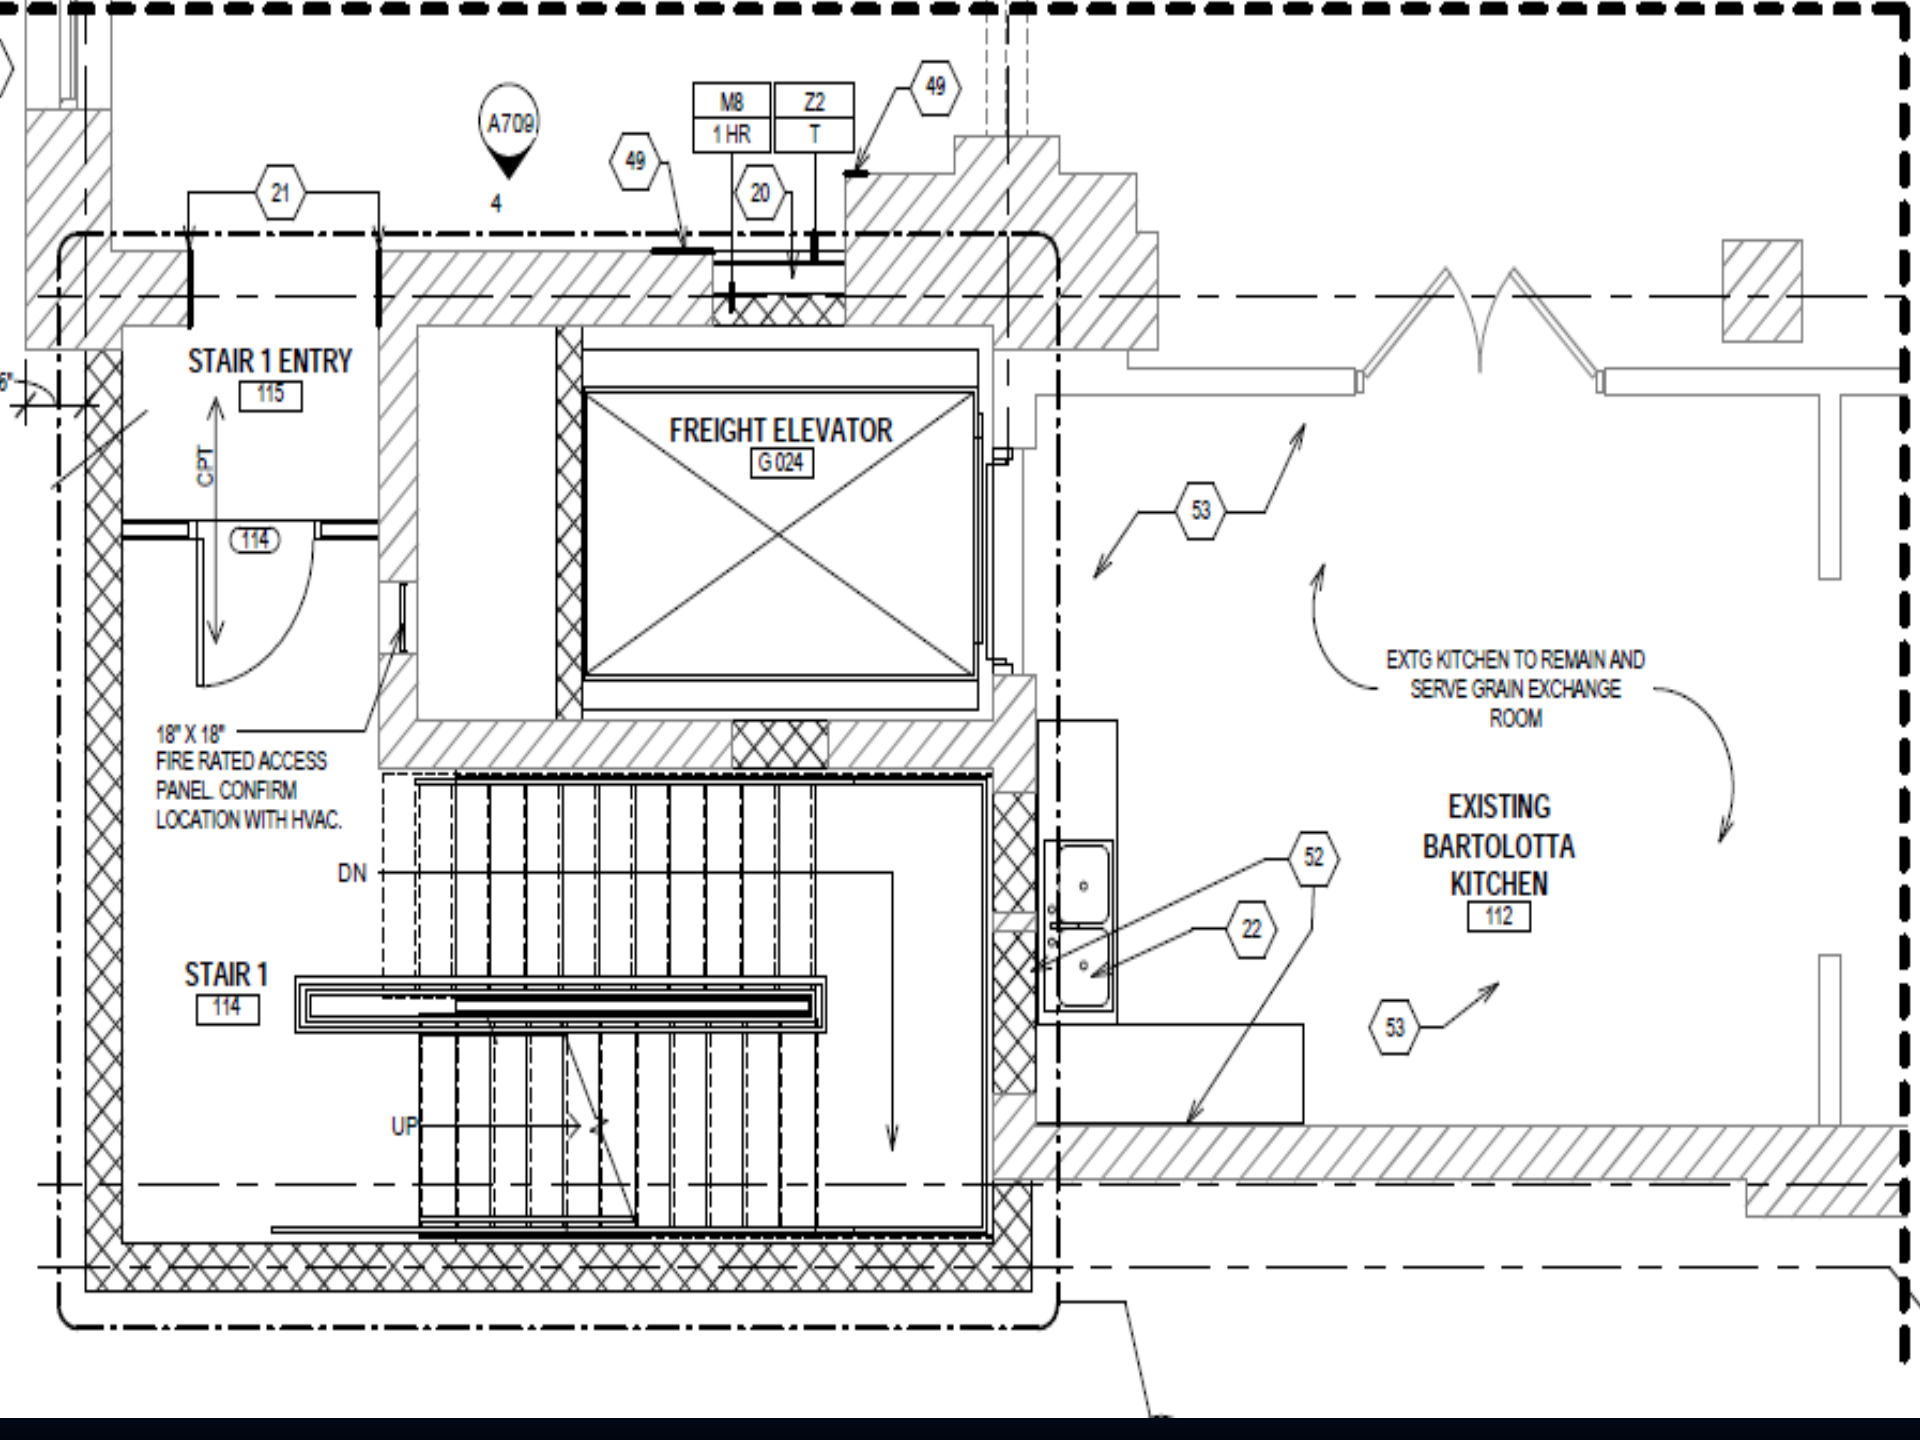 49
M8
Z2
1 HR
T
A709
4
49
20
21
STAIR 1 ENTRY
115
CPT
114
FREIGHT ELEVATOR
G 024
53
EXTG KITCHEN TO REMAIN AND
SERVE GRAIN EXCHANGE
ROOM
18" X 18"
FIRE RATED ACCESS
PANEL. CONFIRM
LOCATION WITH HVAC.
EXISTING
BARTOLOTTA
KITCHEN
112
DN
52
22
STAIR 1
114
53
UP